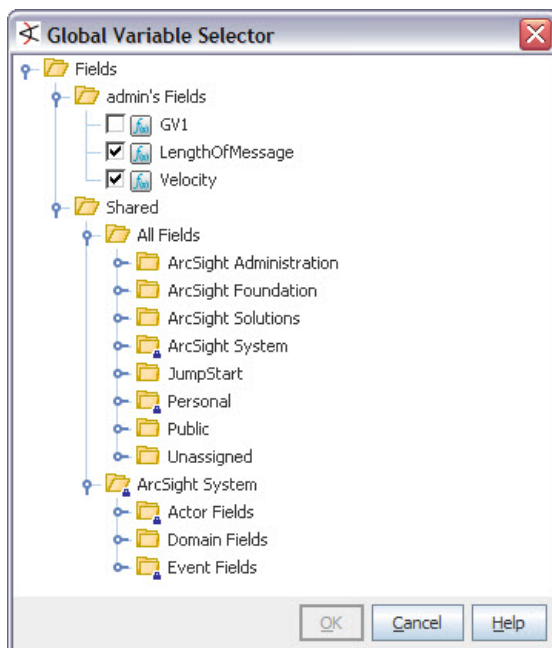 Global Variable Selector
Fields
admin's Fields
GV1
LengthOfMessage
Velocity
Shared
All Fields
ArcSight Administration
ArcSight Foundation
ArcSight Solutions
ArcSight System
JumpStart
Personal
Public
Unassigned
ArcSight System
Actor Fields
Domain Fields
Event Fields
OK Cancel Help